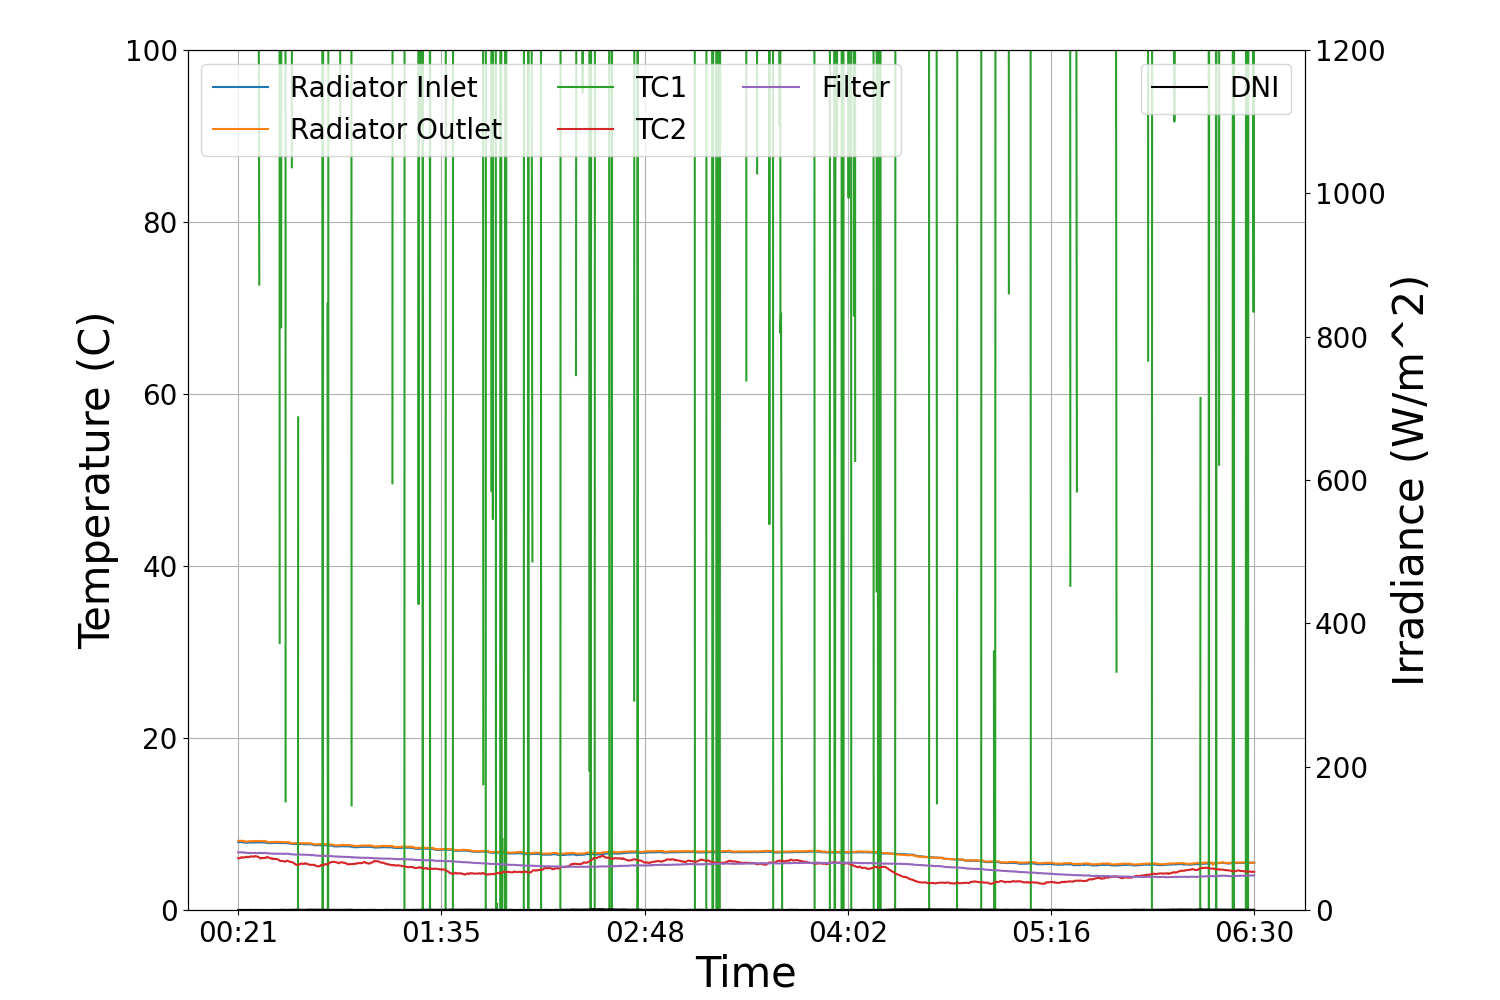 100
80
60
40
20
0
Temperature (C)
Radiator Inlet
Radiator Outlet
TC1
TC2
Filter
DNI
1200
1000
800
600
400
200
0
Irradiance (W/m^2)
00:21 01:35 02:48 04:02 05:16 06:30
Time